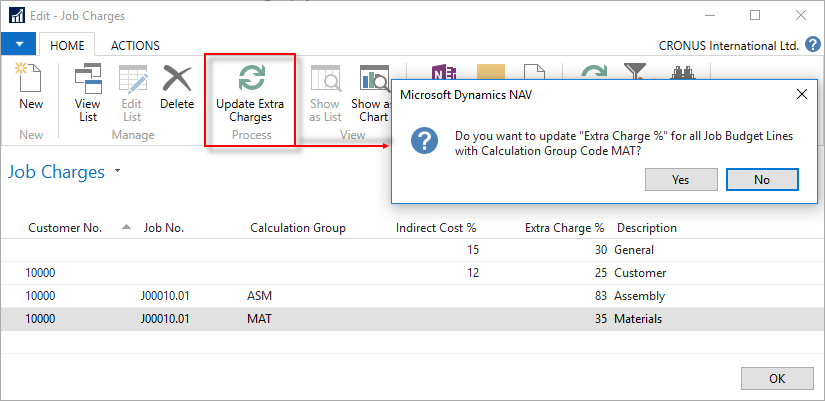 Edit - Job Charges
HOME ACTIONS
CRONUS International Ltd.
New
View
List
Edit
List
Delete
Update Extra
Charges
Show
as List
Show as
Chart
New
Manage
Process
View
Microsoft Dynamics NAV
Do you want to update "Extra Charge %" for all Job Budget Lines
with Calculation Group Code MAT?
Yes No
Job Charges
Customer No. Job No. Calculation Group Indirect Cost % Extra Charge % Description
15 30 General
10000 12 25 Customer
10000 J00010.01 ASM 83 Assembly
10000 J00010.01 MAT 35 Materials
OK